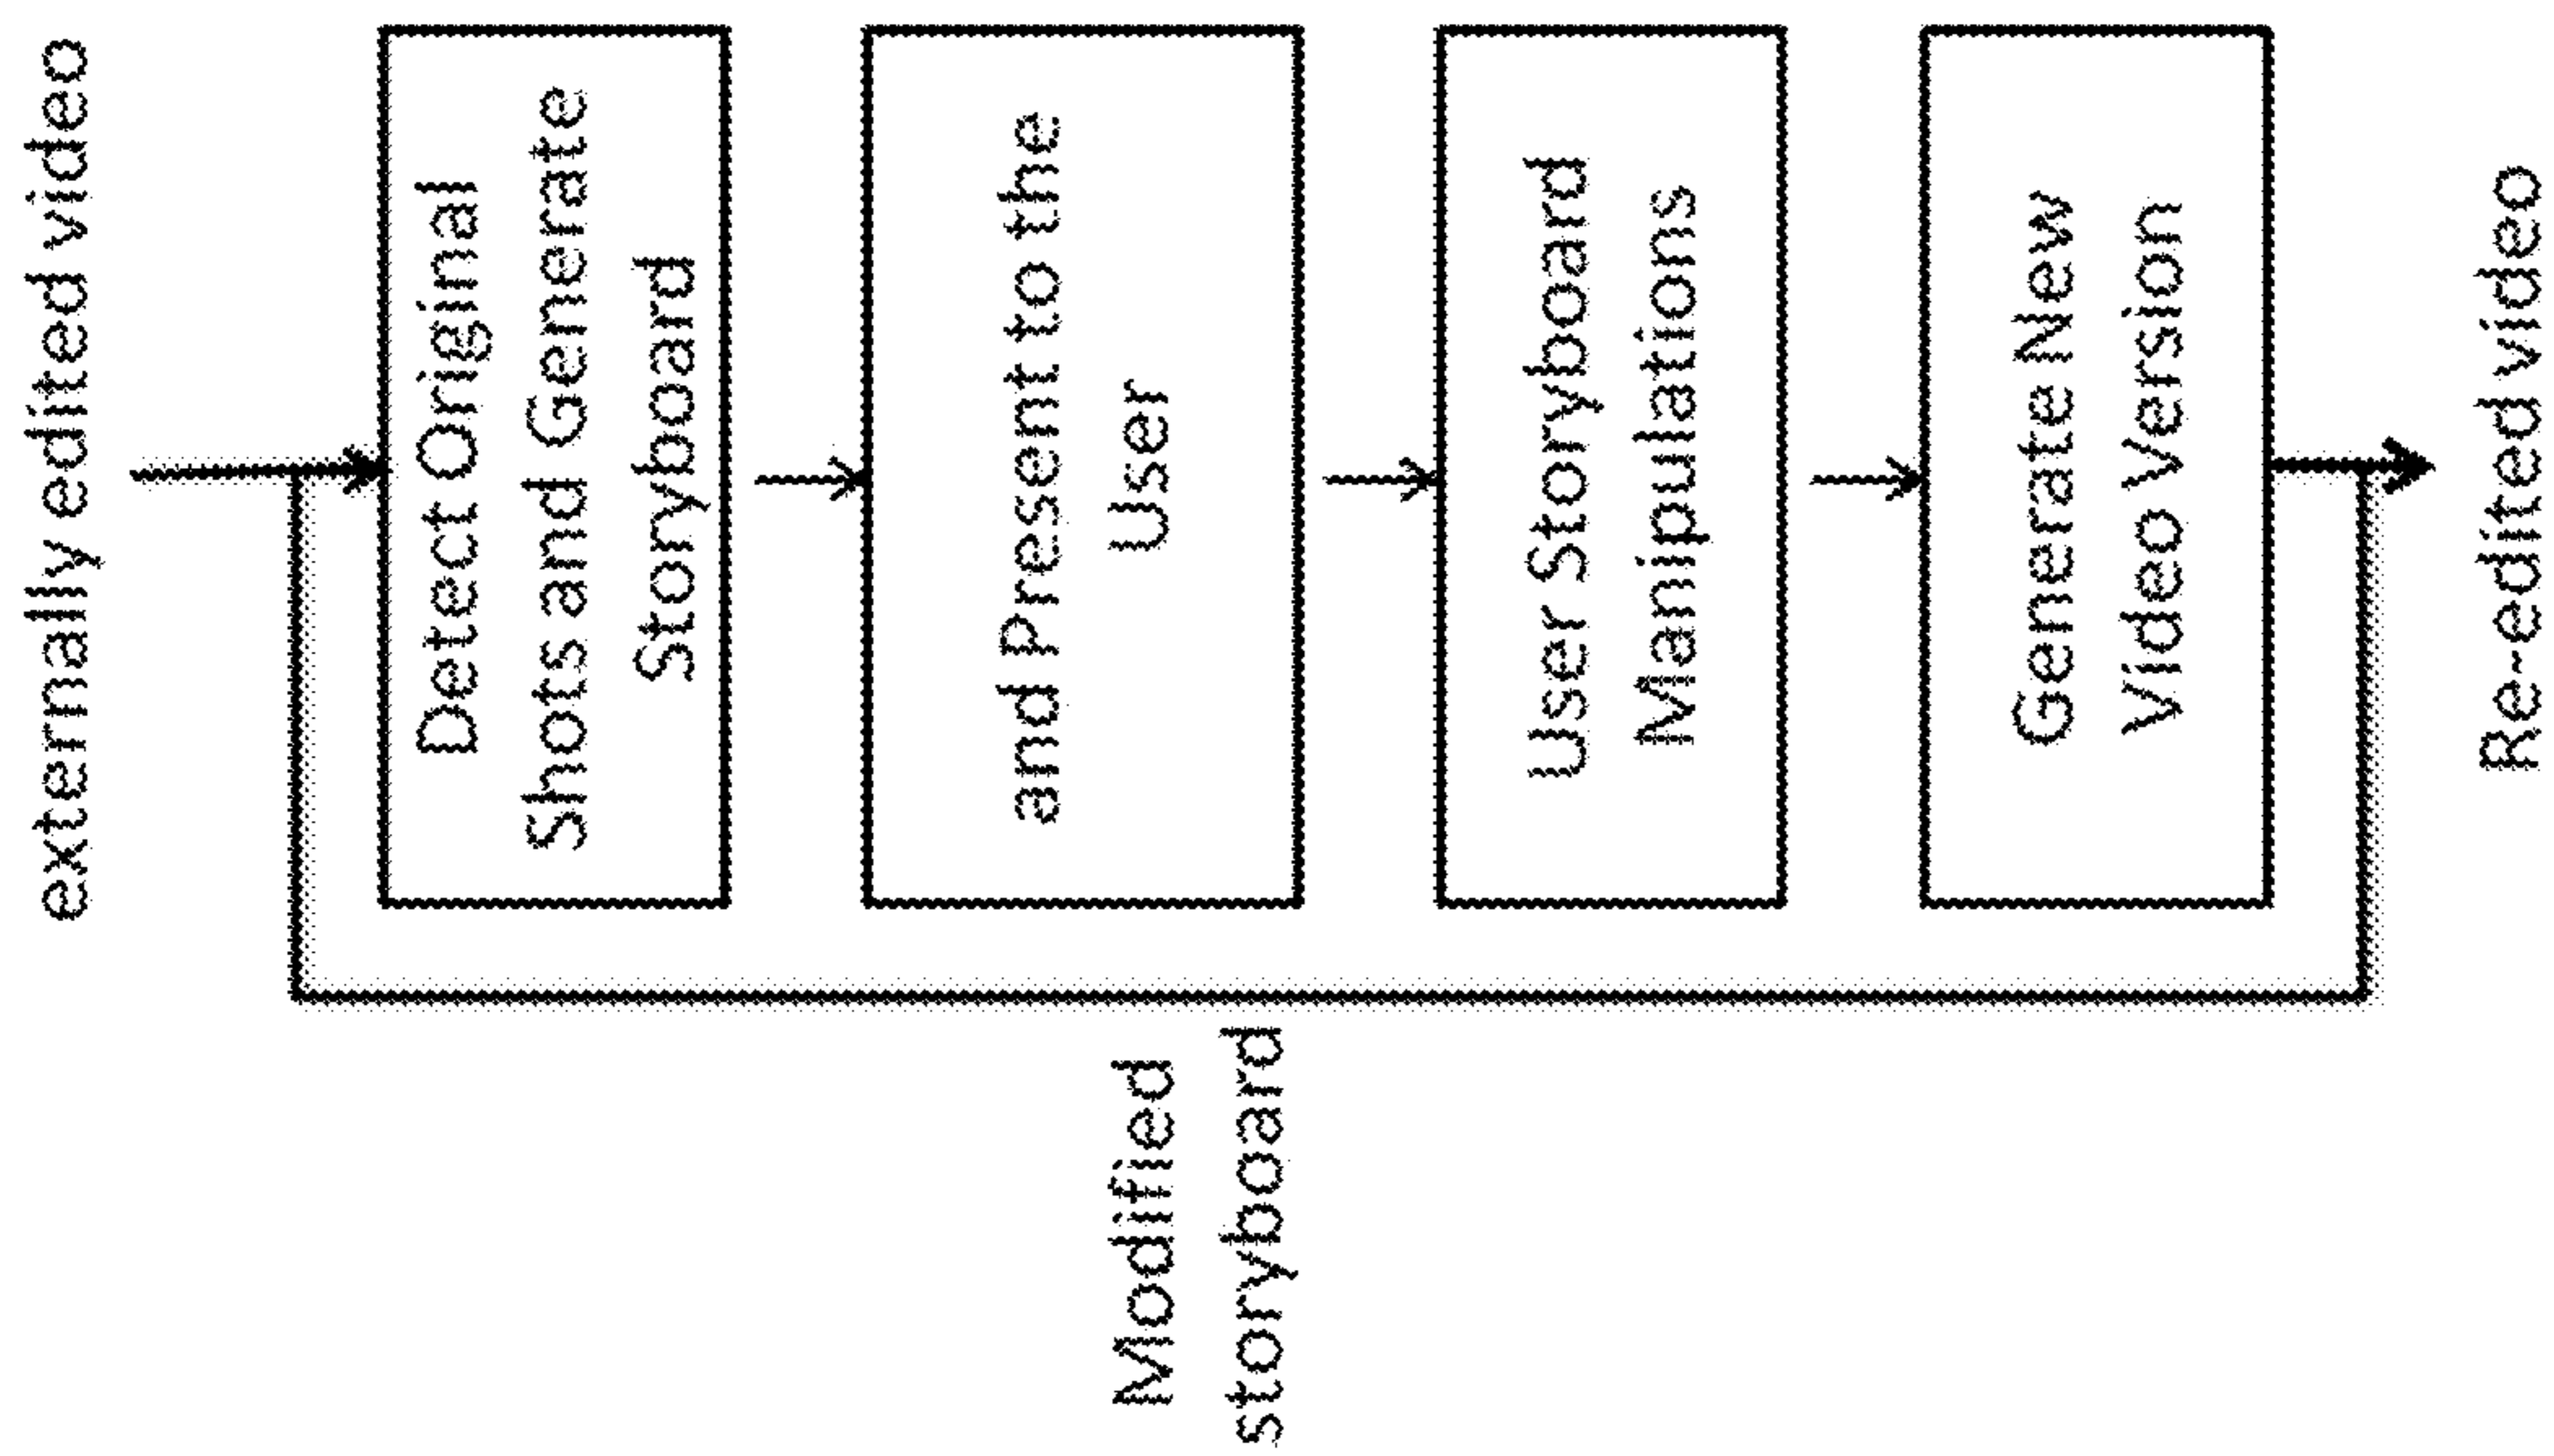 externally edited video
Detect Original
Shots and Generate
Storyboard
and Present to the
User
User Storyboard
Manipulations
Generate New
Video Version
Re-edited video
Modified
storyboard